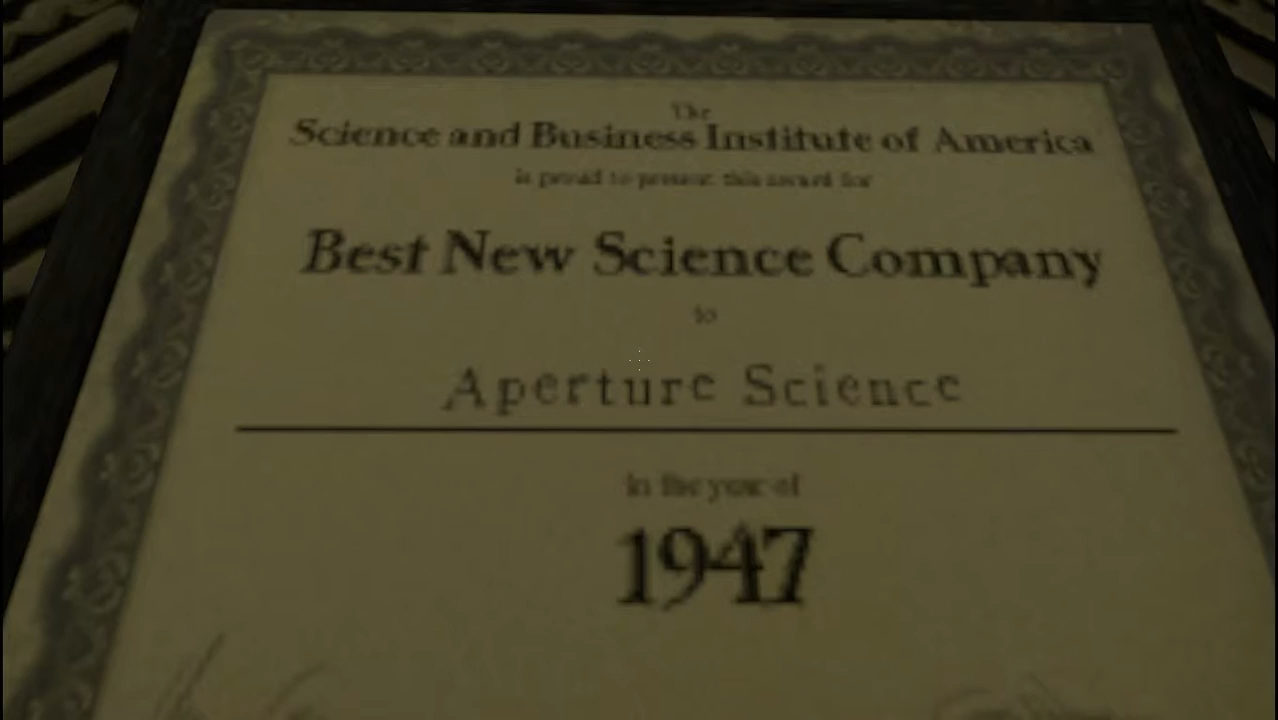 The
Science and Business Institute of America
is proud to present this award for
Best New Science Company
to
Aperture Science
In the year of
1947